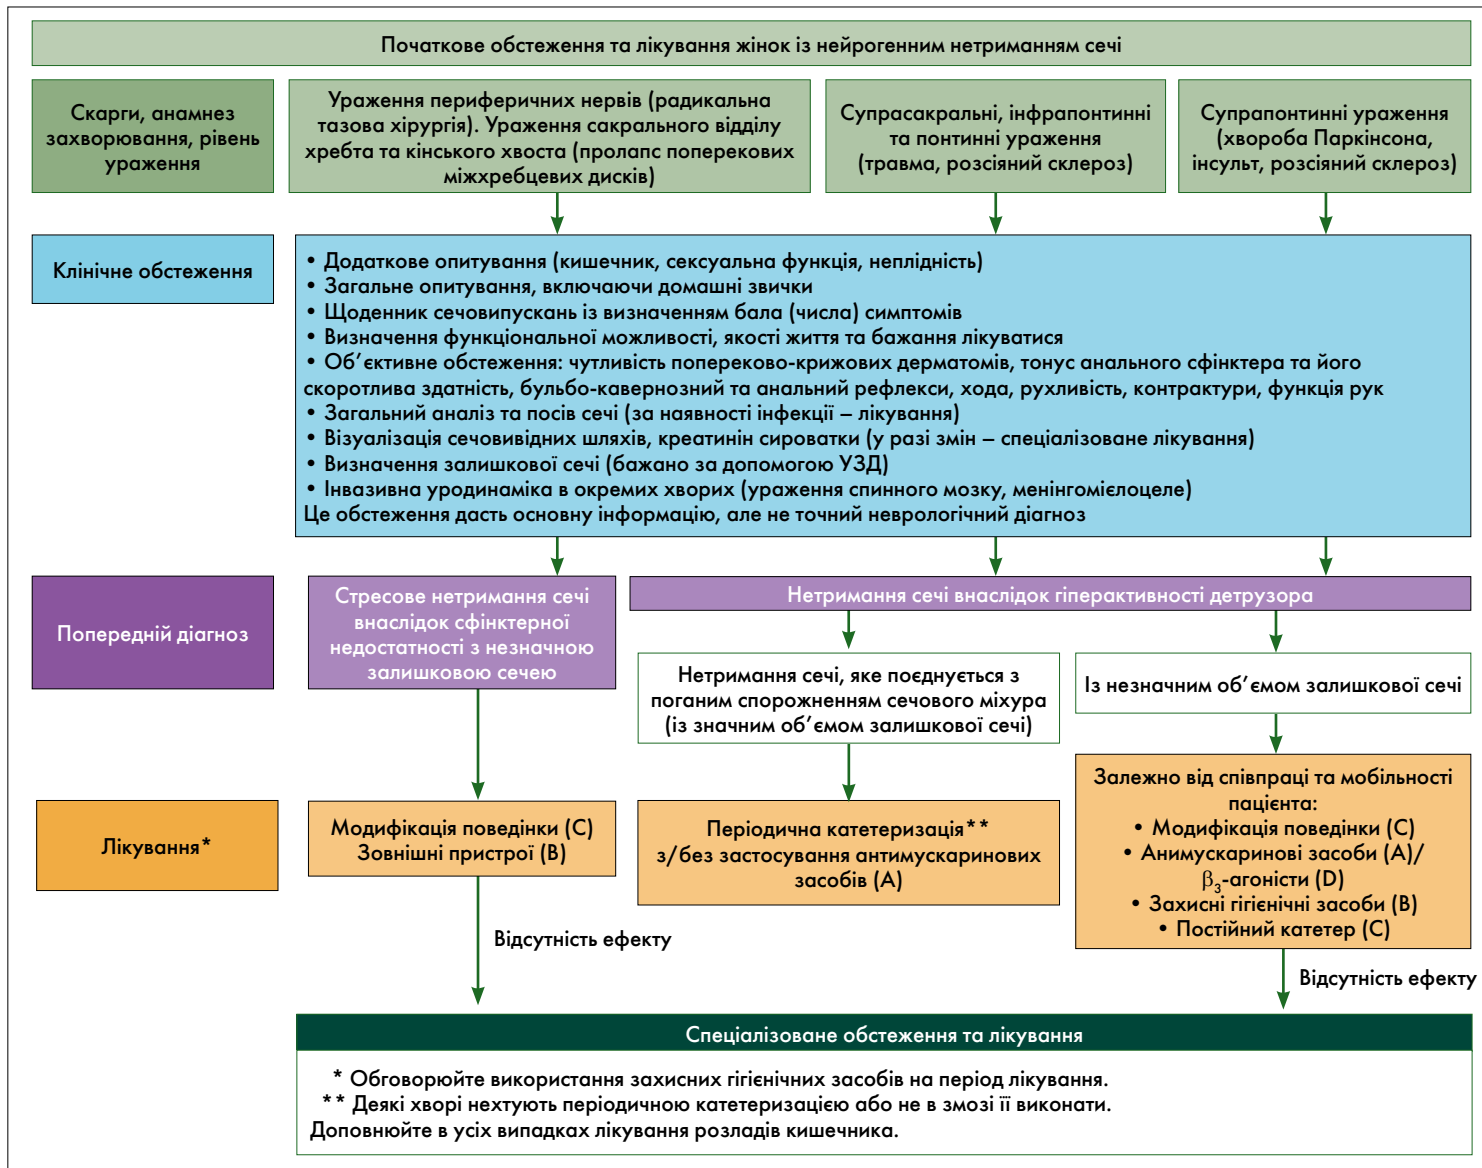 Початкове обстеження та лікування жінок із нейрогенним нетриманням сечі
Скарги, анамнез
захворювання, рівень
ураження
Ураження периферичних нервів (радикальна
тазова хірургія). Ураження сакрального відділу
хребта та кінського хвоста (пролапс поперекових
міжхребцевих дисків)
Супрасакральні, інфрапонтинні
та понтинні ураження
(травма, розсіяний склероз)
Супрапонтинні ураження
(хвороба Паркінсона,
інсульт, розсіяний склероз)
Клінічне обстеження
• Додаткове опитування (кишечник, сексуальна функція, неплідність)
• Загальне опитування, включаючи домашні звички
• Щоденник сечовипускань із визначенням бала (числа) симптомів
• Визначення функціональної можливості, якості життя та бажання лікуватися
• Об’єктивне обстеження: чутливість попереково-крижових дерматомів, тонус анального сфінктера та його
скоротлива здатність, бульбо-кавернозний та анальний рефлекси, хода, рухливість, контрактури, функція рук
• Загальний аналіз та посів сечі (за наявності інфекції – лікування)
• Візуалізація сечовивідних шляхів, креатинін сироватки (у разі змін – спеціалізоване лікування)
• Визначення залишкової сечі (бажано за допомогою УЗД)
• Інвазивна уродинаміка в окремих хворих (ураження спинного мозку, менінгомієлоцеле)
Це обстеження дасть основну інформацію, але не точний неврологічний діагноз
Попередній діагноз
Стресове нетримання сечі
внаслідок сфінктерної
недостатності з незначною
залишковою сечею
Нетримання сечі внаслідок гіперактивності детрузора
Нетримання сечі, яке поєднується з
поганим спорожненням сечового міхура
(із значним об’ємом залишкової сечі)
Із незначним об’ємом залишкової сечі
Лікування*
Модифікація поведінки (C)
Зовнішні пристрої (B)
Періодична катетеризація**
з/без застосування антимускаринових
засобів (A)
Залежно від співпраці та мобільності
пацієнта:
• Модифікація поведінки (C)
• Анимускаринові засоби (A)/
β₃-агоністи (D)
• Захисні гігієнічні засоби (B)
• Постійний катетер (C)
Відсутність ефекту
Відсутність ефекту
Спеціалізоване обстеження та лікування
* Обговорюйте використання захисних гігієнічних засобів на період лікування.
** Деякі хворі нехтують періодичною катетеризацією або не в змозі її виконати.
Доповнюйте в усіх випадках лікування розладів кишечника.